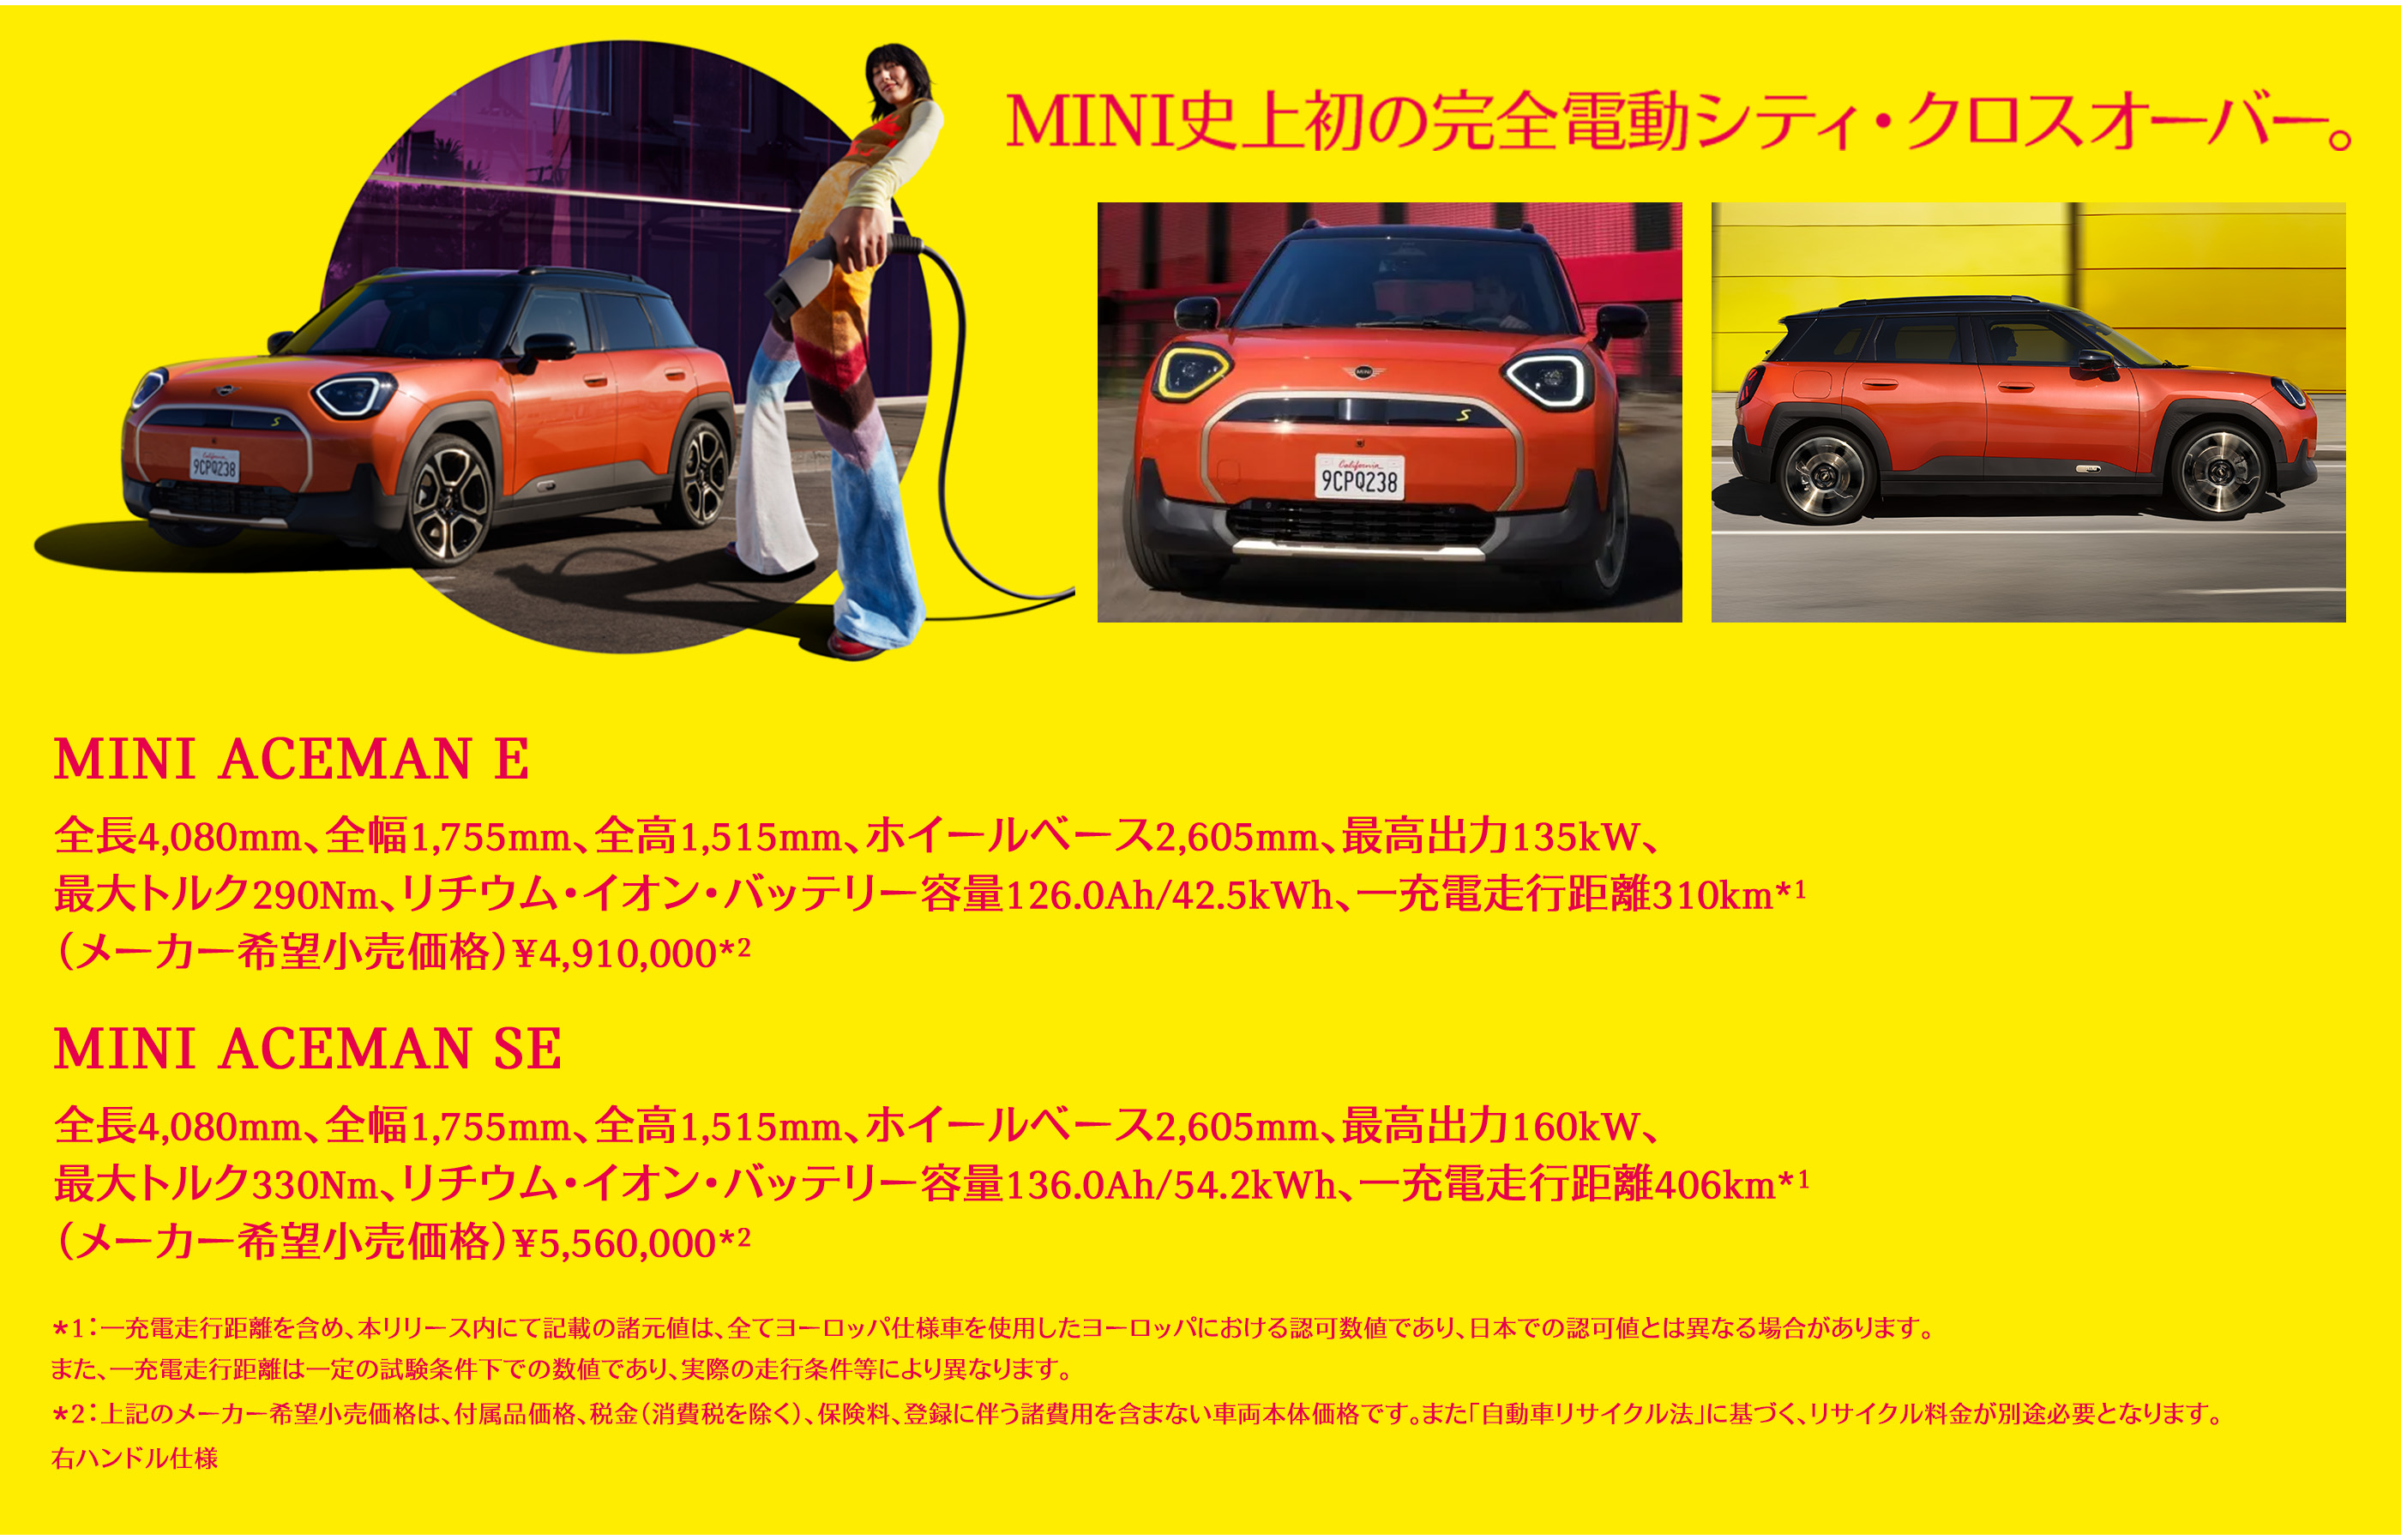 MINI史上初の完全電動シティ・クロスオーバー。
S
California
9CPQ238
MINI
S
California
9CPQ238
MINI ACEMAN E
全長4,080mm、全幅1,755mm、全高1,515mm、ホイールベース2,605mm、最高出力135kW、
最大トルク290Nm、リチウム・イオン・バッテリー容量126.0Ah/42.5kWh、一充電走行距離310km*1
（メーカー希望小売価格）¥4,910,000*2
MINI ACEMAN SE
全長4,080mm、全幅1,755mm、全高1,515mm、ホイールベース2,605mm、最高出力160kW、
最大トルク330Nm、リチウム・イオン・バッテリー容量136.0Ah/54.2kWh、一充電走行距離406km*1
（メーカー希望小売価格）¥5,560,000*2
*1：一充電走行距離を含め、本リリース内にて記載の諸元値は、全てヨーロッパ仕様車を使用したヨーロッパにおける認可数値であり、日本での認可値とは異なる場合があります。
また、一充電走行距離は一定の試験条件下での数値であり、実際の走行条件等により異なります。
*2：上記のメーカー希望小売価格は、付属品価格、税金（消費税を除く）、保険料、登録に伴う諸費用を含まない車両本体価格です。また「自動車リサイクル法」に基づく、リサイクル料金が別途必要となります。
右ハンドル仕様